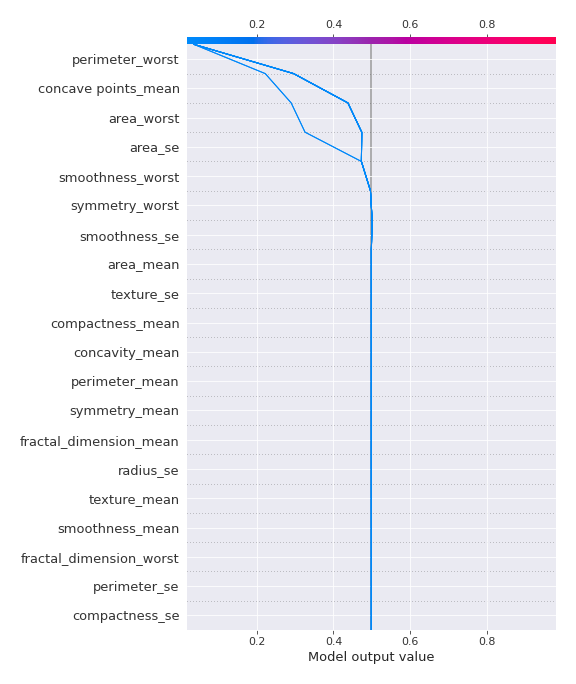 0.2 0.4 0.6 0.8
perimeter_worst
concave points_mean
area_worst
area_se
smoothness_worst
symmetry_worst
smoothness_se
area_mean
texture_se
compactness_mean
concavity_mean
perimeter_mean
symmetry_mean
fractal_dimension_mean
radius_se
texture_mean
smoothness_mean
fractal_dimension_worst
perimeter_se
compactness_se
0.2 0.4 0.6 0.8
Model output value